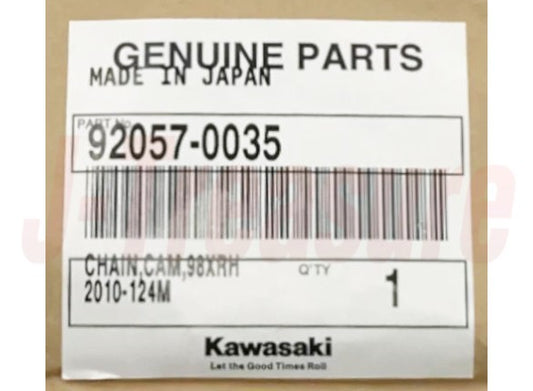 GENUINE PARTS
MADE IN JAPAN
PART No.
92057-0035
J-Treasure
CHAIN,CAM,98XRH
Q'TY
1
2010-124M
Kawasaki
Let the Good Times Roll